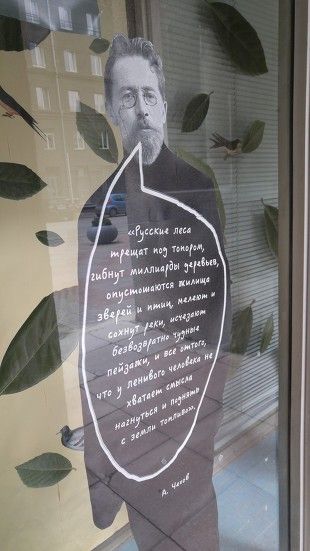 «Русские леса
трещат под топором,
гибнут миллиарды деревьев,
опустошаются жилища
зверей и птиц, мелеют и
сохнут реки, исчезают
безвозвратно чудные
пейзажи, и все оттого,
что у ленивого человека не
хватает смысла
нагнуться и поднять
с земли топливо».
А. Чехов